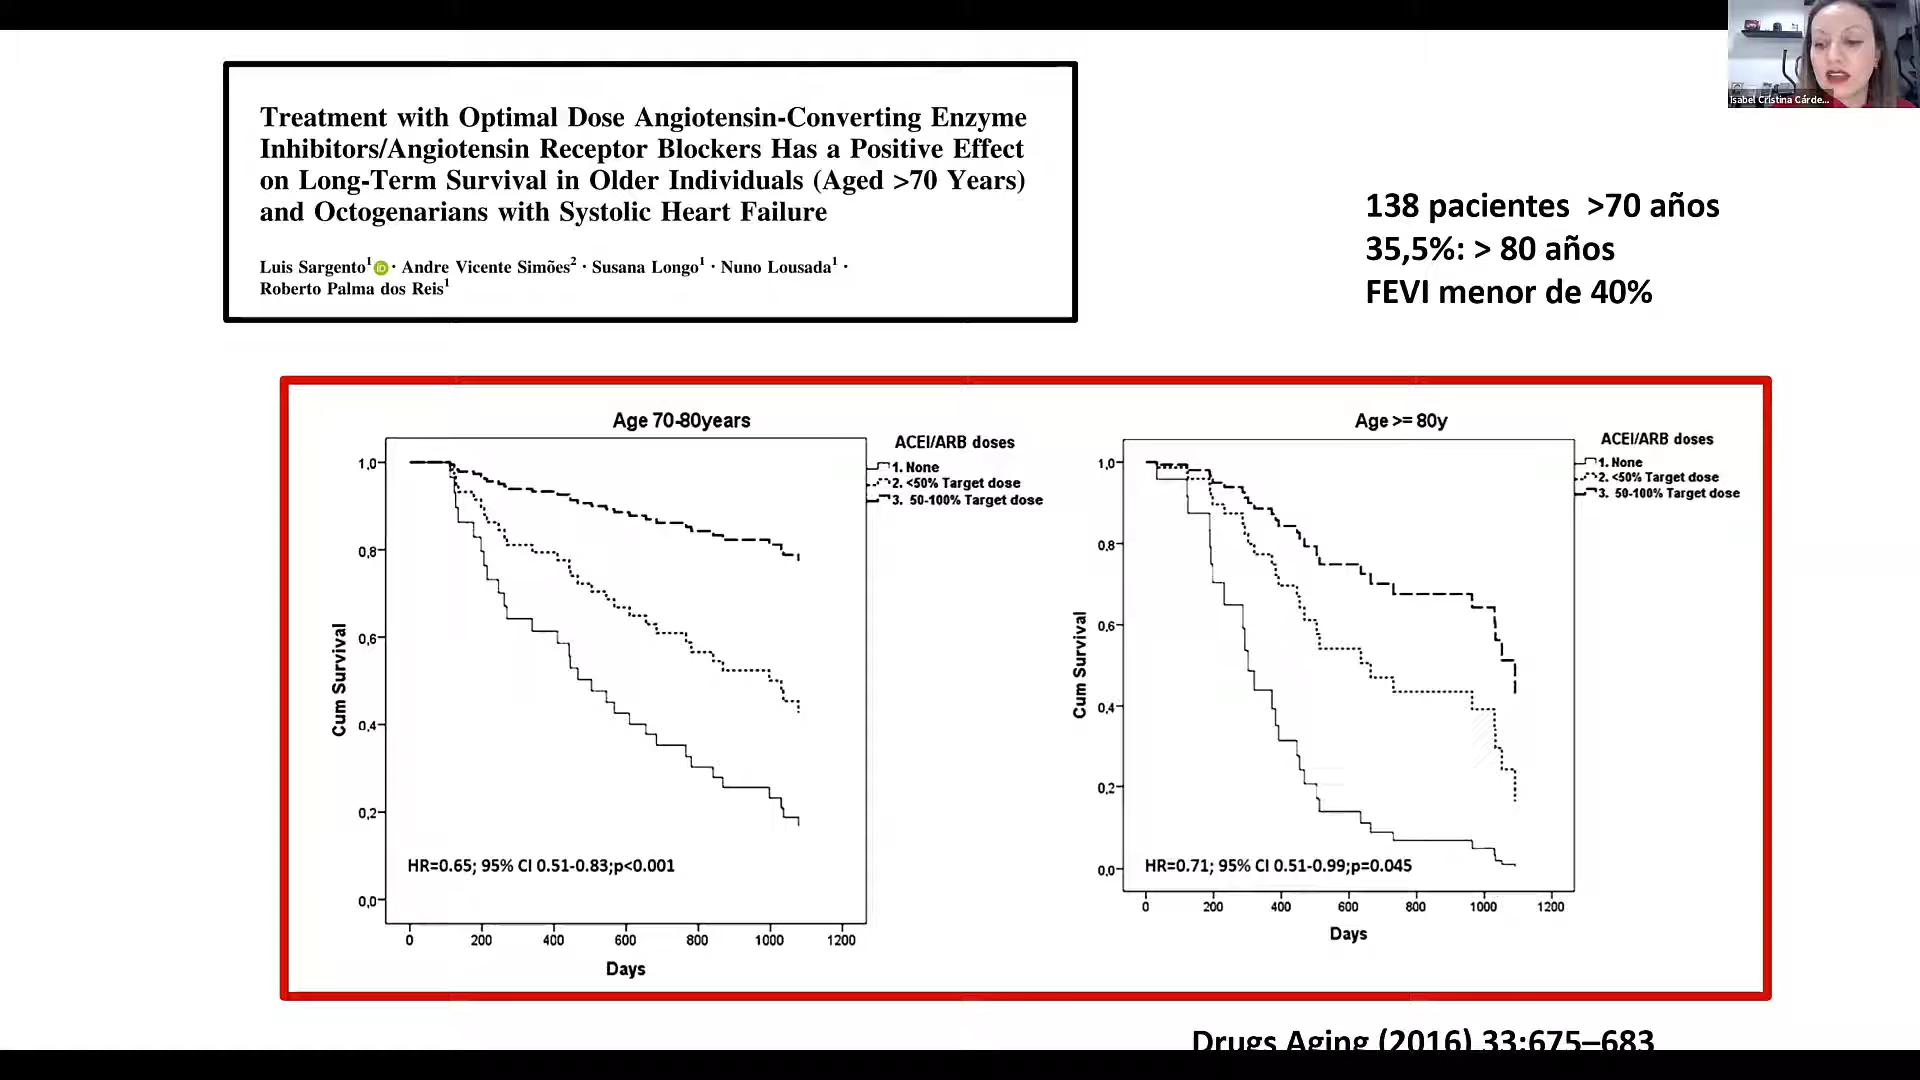 Isabel Cristina Cárde...
Treatment with Optimal Dose Angiotensin-Converting Enzyme
Inhibitors/Angiotensin Receptor Blockers Has a Positive Effect
on Long-Term Survival in Older Individuals (Aged >70 Years)
and Octogenarians with Systolic Heart Failure
Luis Sargento1 iD · Andre Vicente Simões2 · Susana Longo1 · Nuno Lousada1 ·
Roberto Palma dos Reis1
138 pacientes >70 años
35,5%: > 80 años
FEVI menor de 40%
Age 70-80years
ACEI/ARB doses
1. None
2. <50% Target dose
3. 50-100% Target dose
Cum Survival
1,0
0,8
0,6
0,4
0,2
0,0
HR=0.65; 95% CI 0.51-0.83;p<0.001
0 200 400 600 800 1000 1200
Days
Age >= 80y
ACEI/ARB doses
1. None
2. <50% Target dose
3. 50-100% Target dose
Cum Survival
1,0
0,8
0,6
0,4
0,2
0,0
HR=0.71; 95% CI 0.51-0.99;p=0.045
0 200 400 600 800 1000 1200
Days
Drugs Aging (2016) 33:675–683